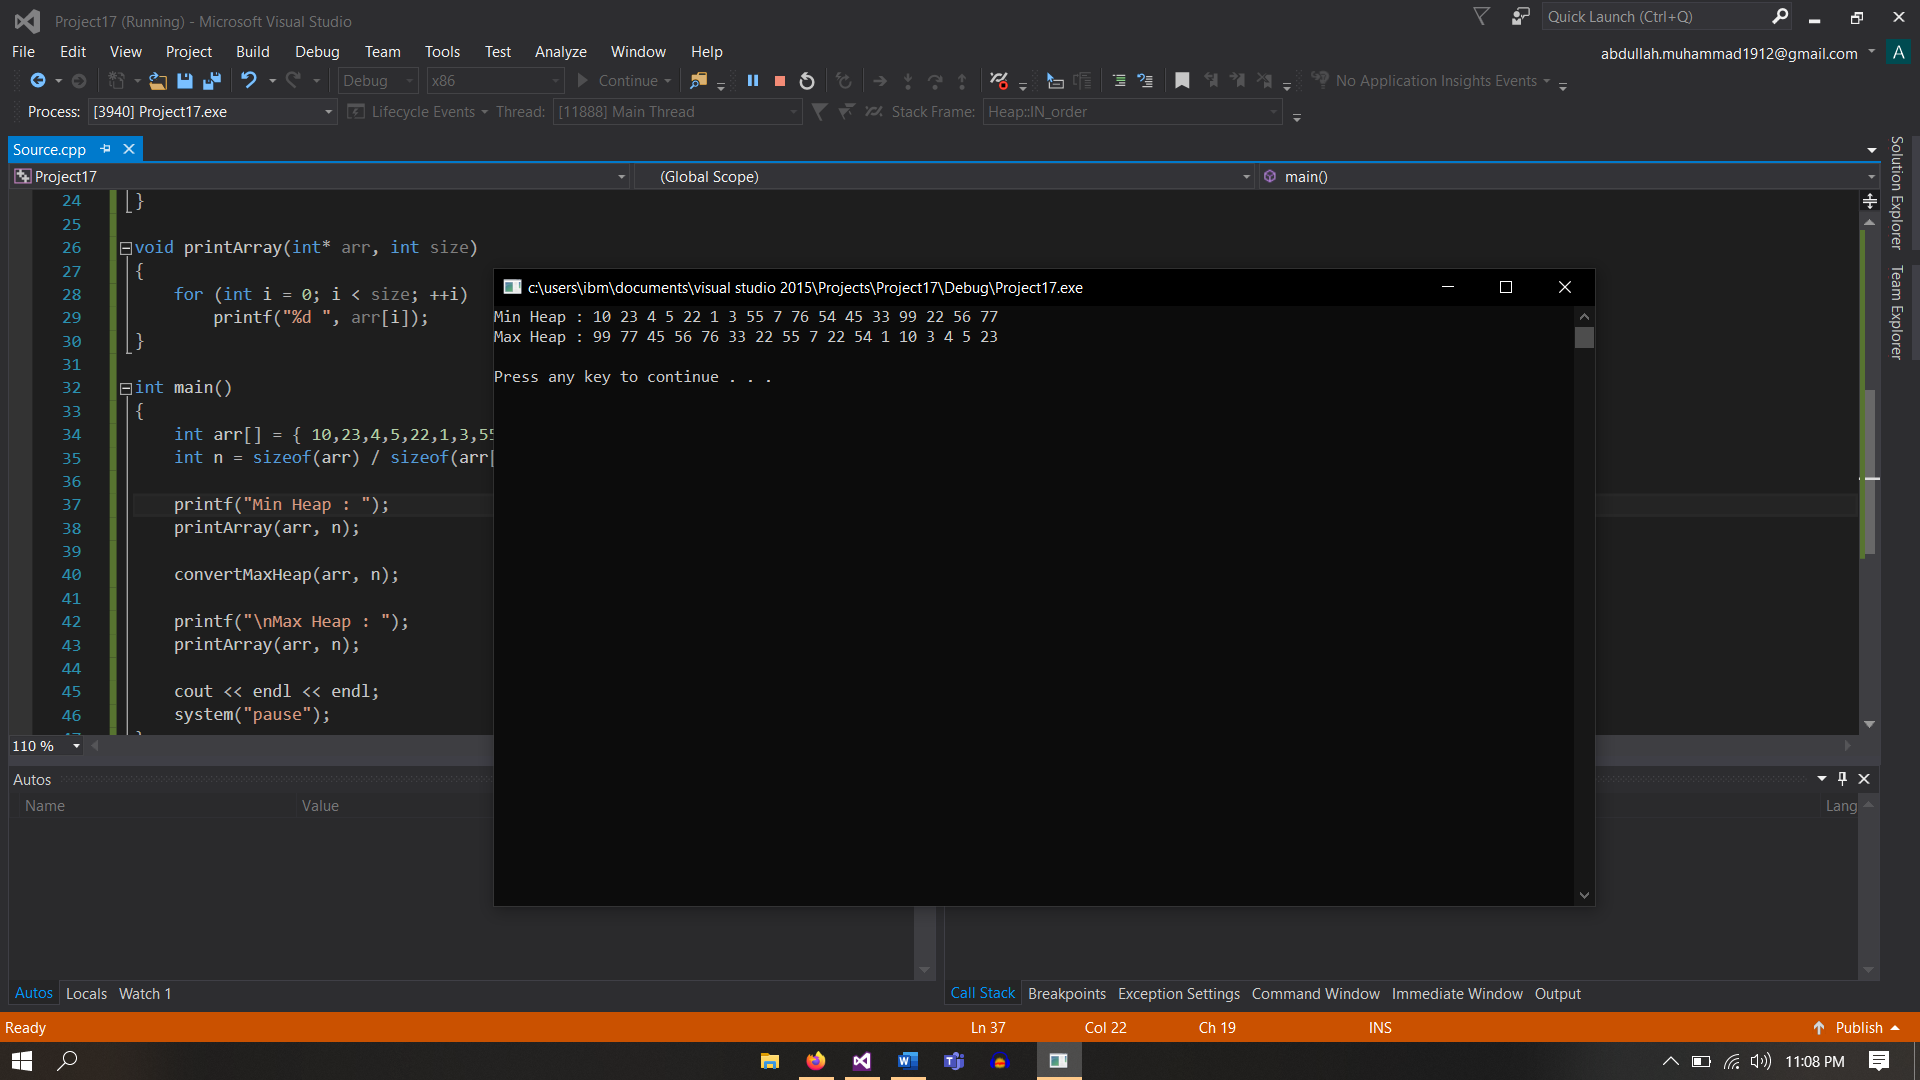 Project17 (Running) - Microsoft Visual Studio
Quick Launch (Ctrl+Q)
File Edit View Project Build Debug Team Tools Test Analyze Window Help
abdullah.muhammad1912@gmail.com A
Debug x86 Continue No Application Insights Events
Process: [3940] Project17.exe Lifecycle Events Thread: [11888] Main Thread Stack Frame: Heap::IN_order
Source.cpp
Project17 (Global Scope) main()
Solution Explorer
Team Explorer
24 }
25
26 void printArray(int* arr, int size)
27 {
28 for (int i = 0; i < size; ++i)
29 printf("%d ", arr[i]);
30 }
31
32 int main()
33 {
34 int arr[] = { 10,23,4,5,22,1,3,55
35 int n = sizeof(arr) / sizeof(arr[
36
37 printf("Min Heap : ");
38 printArray(arr, n);
39
40 convertMaxHeap(arr, n);
41
42 printf("\nMax Heap : ");
43 printArray(arr, n);
44
45 cout << endl << endl;
46 system("pause");
c:\users\ibm\documents\visual studio 2015\Projects\Project17\Debug\Project17.exe
Min Heap : 10 23 4 5 22 1 3 55 7 76 54 45 33 99 22 56 77
Max Heap : 99 77 45 56 76 33 22 55 7 22 54 1 10 3 4 5 23
Press any key to continue . . .
110 %
Autos
Name Value
Lang
Autos Locals Watch 1
Call Stack Breakpoints Exception Settings Command Window Immediate Window Output
Ready Ln 37 Col 22 Ch 19 INS Publish
11:08 PM